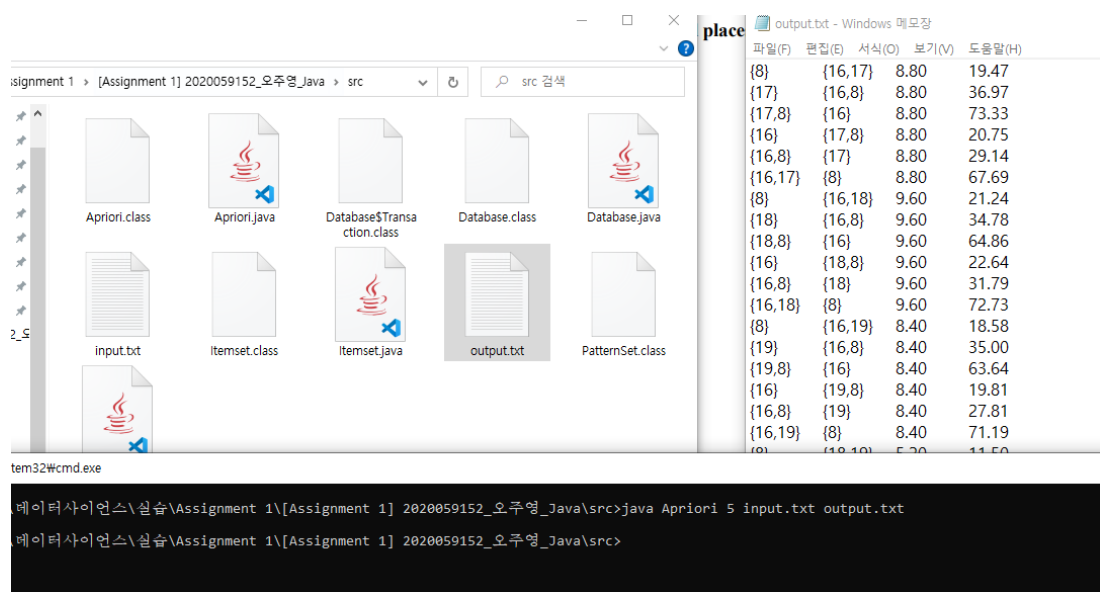 place
ssignment 1 > [Assignment 1] 2020059152_오주영_Java > src
src 검색
Apriori.class
Apriori.java
Database$Transa
ction.class
Database.class
Database.java
input.txt
Itemset.class
Itemset.java
output.txt
PatternSet.class
output.txt - Windows 메모장
파일(F) 편집(E) 서식(O) 보기(V) 도움말(H)
{8} {16,17} 8.80 19.47
{17} {16,8} 8.80 36.97
{17,8} {16} 8.80 73.33
{16} {17,8} 8.80 20.75
{16,8} {17} 8.80 29.14
{16,17} {8} 8.80 67.69
{8} {16,18} 9.60 21.24
{18} {16,8} 9.60 34.78
{18,8} {16} 9.60 64.86
{16} {18,8} 9.60 22.64
{16,8} {18} 9.60 31.79
{16,18} {8} 9.60 72.73
{8} {16,19} 8.40 18.58
{19} {16,8} 8.40 35.00
{19,8} {16} 8.40 63.64
{16} {19,8} 8.40 19.81
{16,8} {19} 8.40 27.81
{16,19} {8} 8.40 71.19
{8} {18,19} 5.20 11.50
tem32₩cmd.exe
\데이터사이언스\실습\Assignment 1\[Assignment 1] 2020059152_오주영_Java\src>java Apriori 5 input.txt output.txt
\데이터사이언스\실습\Assignment 1\[Assignment 1] 2020059152_오주영_Java\src>